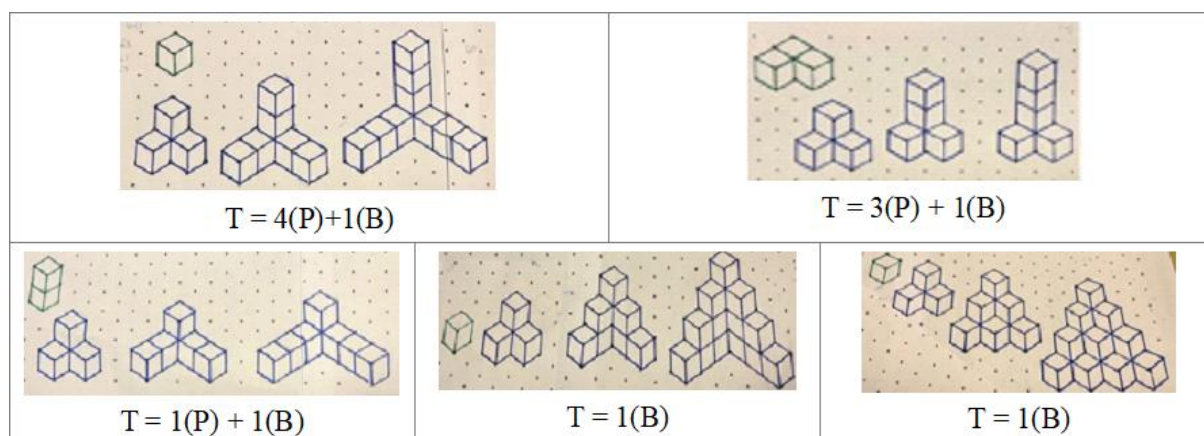 T = 4(P)+1(B)
T = 3(P) + 1(B)
T = 1(P) + 1(B)
T = 1(B)
T = 1(B)